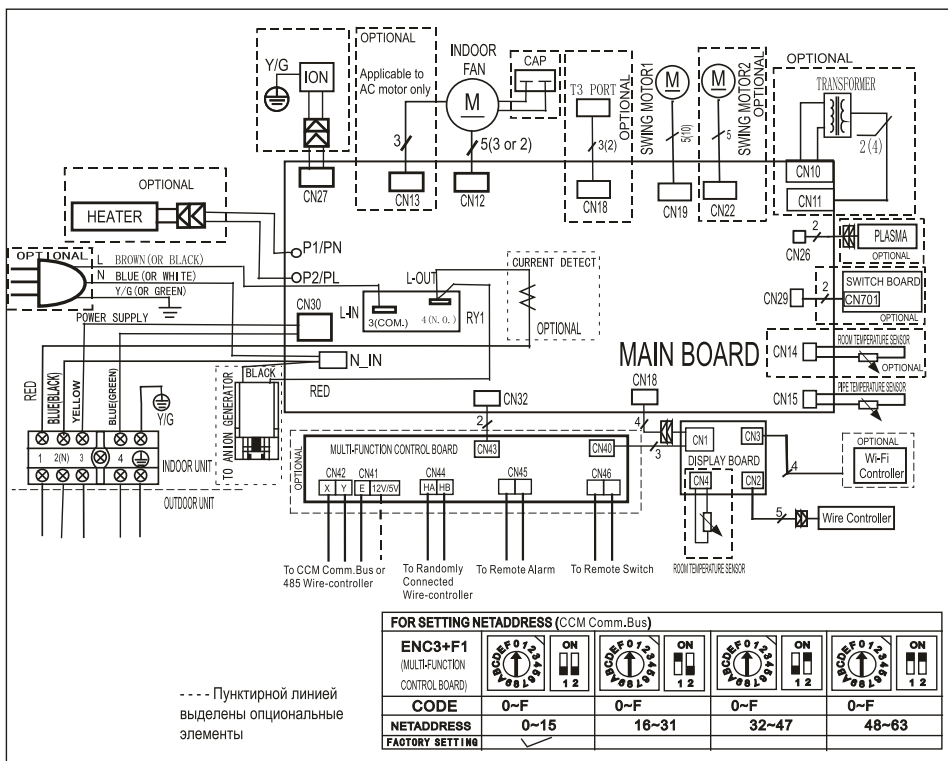 OPTIONAL
INDOOR
FAN
CAP
OPTIONAL
Y/G
ION
Applicable to
AC motor only
M
T3 PORT
OPTIONAL
SWING MOTOR1
M
SWING MOTOR2
OPTIONAL
M
TRANSFORMER
3
5(3 or 2)
3(2)
5(10)
5
2(4)
CN27
CN13
CN12
CN18
CN19
CN22
CN10
CN11
OPTIONAL
HEATER
P1/PN
P2/PL
CN26
2
PLASMA
OPTIONAL
OPTIONAL
L BROWN(OR BLACK)
N BLUE(OR WHITE)
Y/G(OR GREEN)
POWER SUPPLY
CN30
L-IN
L-OUT
3(COM.)
4(N.O.)
RY1
CURRENT DETECT
OPTIONAL
CN29
2
SWITCH BOARD
CN701
OPTIONAL
MAIN BOARD
CN14
ROOM TEMPERATURE SENSOR
OPTIONAL
CN15
PIPE TEMPERATURE SENSOR
N_IN
BLACK
RED
TO ANION GENERATOR
RED
BLUE(BLACK)
YELLOW
BLUE(GREEN)
Y/G
1 2(N) 3 4
INDOOR UNIT
OUTDOOR UNIT
CN32
2
CN18
4
3
OPTIONAL
MULTI-FUNCTION CONTROL BOARD
CN43
CN40
CN42 CN41 CN44 CN45 CN46
X Y E 12V/5V HA HB
CN1
CN3
DISPLAY BOARD
CN4
CN2
4
OPTIONAL
Wi-Fi
Controller
5
Wire Controller
ROOM TEMPERATURE SENSOR
To CCM Comm.Bus or
485 Wire-controller
To Randomly
Connected
Wire-controller
To Remote Alarm
To Remote Switch
FOR SETTING NETADDRESS (CCM Comm.Bus)
ENC3+F1
(MULTI-FUNCTION
CONTROL BOARD)
0123456789ABCDEF
ON
1 2
0123456789ABCDEF
ON
1 2
0123456789ABCDEF
ON
1 2
0123456789ABCDEF
ON
1 2
CODE 0~F 0~F 0~F 0~F
NETADDRESS 0~15 16~31 32~47 48~63
FACTORY SETTING
- - - - Пунктирной линией
выделены опциональные
элементы